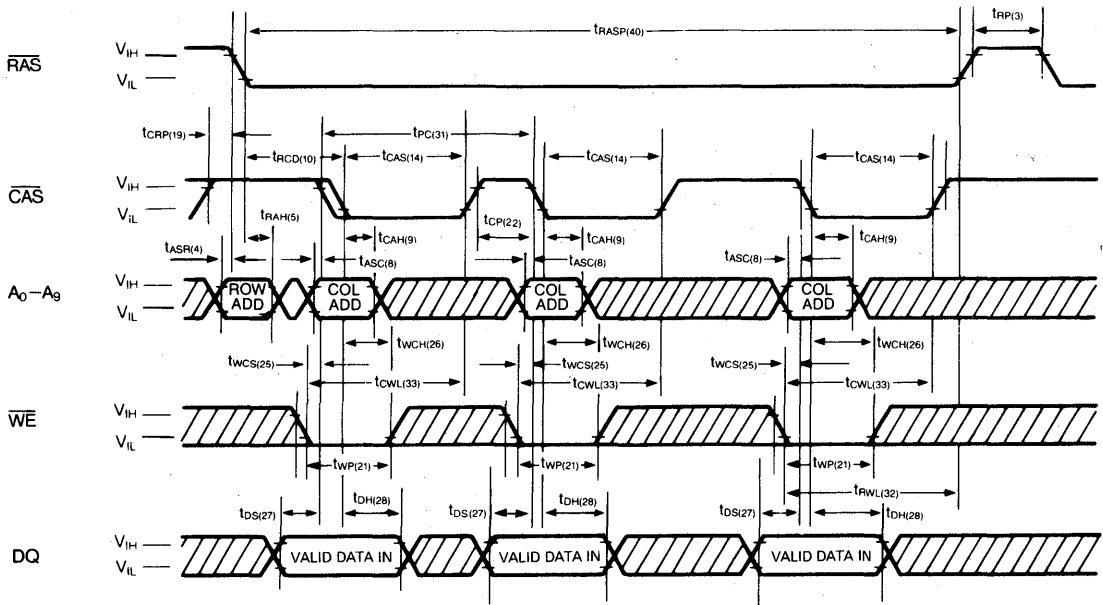 tRASP(40)
tRP(3)
RAS
VIH
VIL
tCRP(19)
tPC(31)
tRCD(10)
tCAS(14)
tCAS(14)
tCAS(14)
CAS
VIH
VIL
tRAH(5)
tCAH(9)
tCP(22)
tCAH(9)
tCAH(9)
tASR(4)
tASC(8)
tASC(8)
tASC(8)
A0–A9
VIH
VIL
ROW ADD
COL ADD
COL ADD
COL ADD
tWCH(26)
tWCH(26)
tWCH(26)
tWCS(25)
tWCS(25)
tWCS(25)
tCWL(33)
tCWL(33)
tCWL(33)
WE
VIH
VIL
tWP(21)
tWP(21)
tWP(21)
tRWL(32)
tDS(27)
tDH(28)
tDS(27)
tDH(28)
tDS(27)
tDH(28)
DQ
VIH
VIL
VALID DATA IN
VALID DATA IN
VALID DATA IN